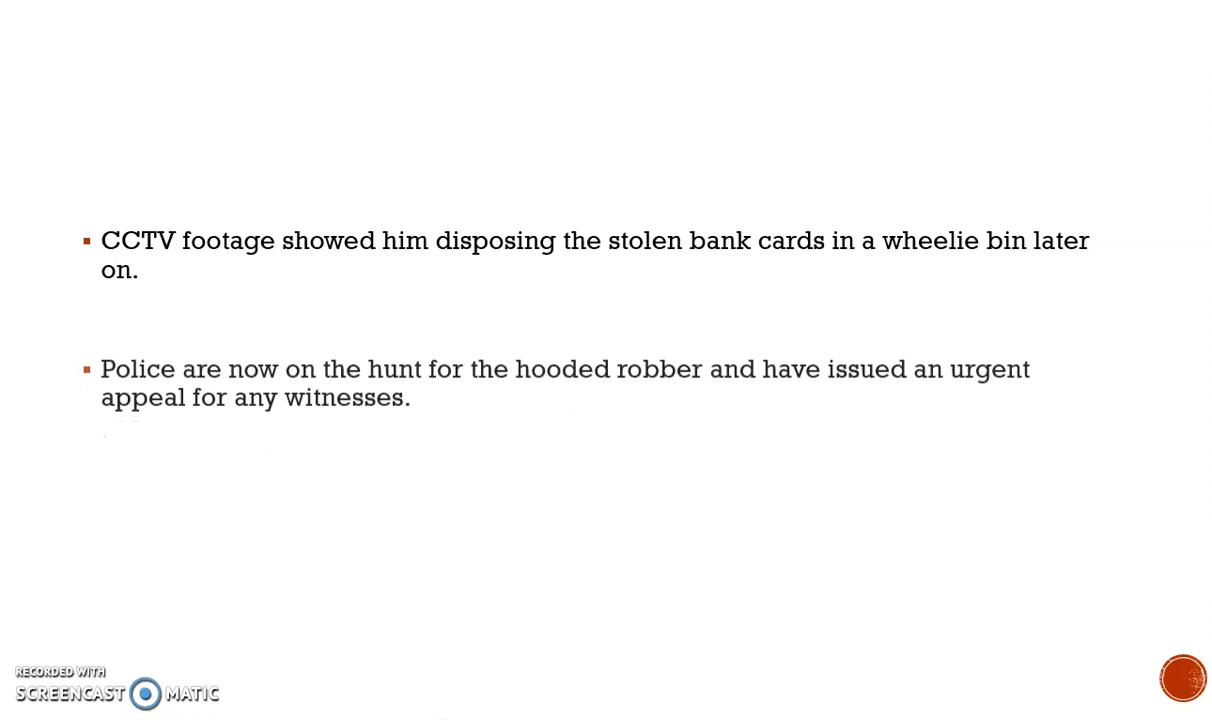 ▪ CCTV footage showed him disposing the stolen bank cards in a wheelie bin later
on.
▪ Police are now on the hunt for the hooded robber and have issued an urgent
appeal for any witnesses.
RECORDED WITH
SCREENCAST MATIC